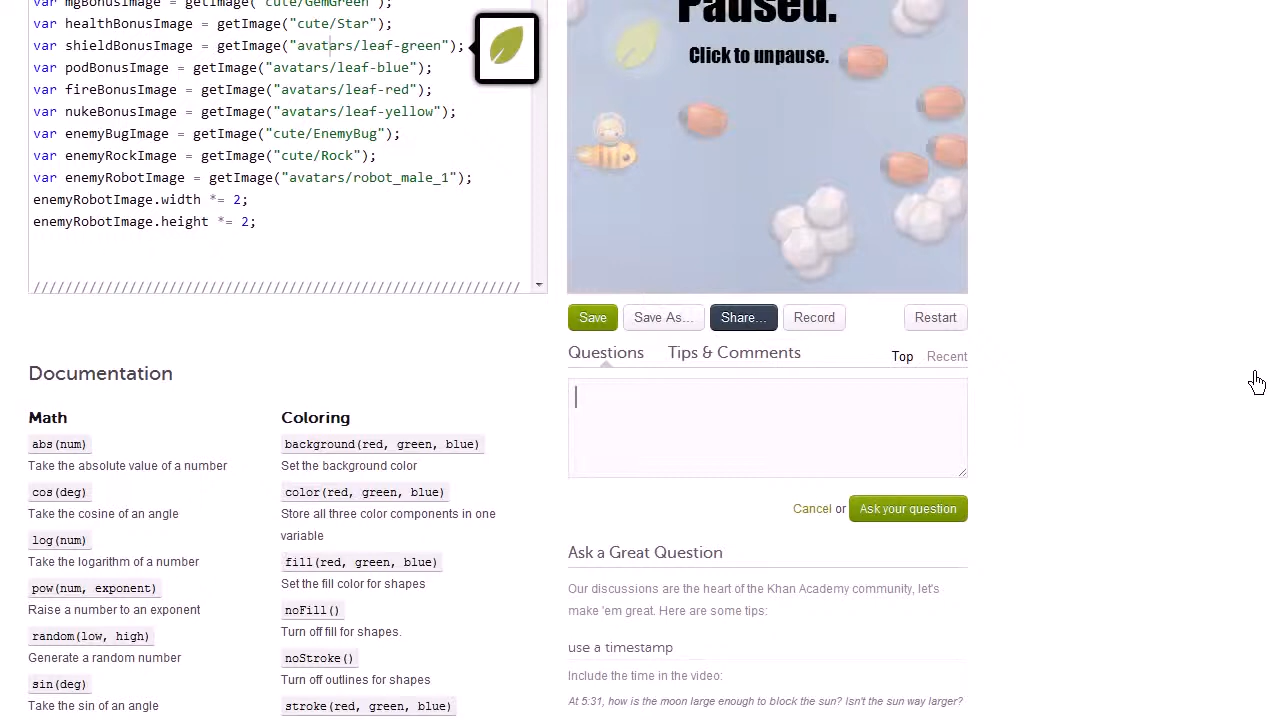 var mgBonusImage = getImage("cute/GemGreen");
var healthBonusImage = getImage("cute/Star");
var shieldBonusImage = getImage("avatars/leaf-green");
var podBonusImage = getImage("avatars/leaf-blue");
var fireBonusImage = getImage("avatars/leaf-red");
var nukeBonusImage = getImage("avatars/leaf-yellow");
var enemyBugImage = getImage("cute/EnemyBug");
var enemyRockImage = getImage("cute/Rock");
var enemyRobotImage = getImage("avatars/robot_male_1");
enemyRobotImage.width *= 2;
enemyRobotImage.height *= 2;
/////////////////////////////////////////////////////////////
Paused.
Click to unpause.
Save
Save As...
Share...
Record
Restart
Questions
Tips & Comments
Top
Recent
Cancel or
Ask your question
Ask a Great Question
Our discussions are the heart of the Khan Academy community, let's
make 'em great. Here are some tips:
use a timestamp
Include the time in the video:
At 5:31, how is the moon large enough to block the sun? Isn't the sun way larger?
Documentation
Math
abs(num)
Take the absolute value of a number
cos(deg)
Take the cosine of an angle
log(num)
Take the logarithm of a number
pow(num, exponent)
Raise a number to an exponent
random(low, high)
Generate a random number
sin(deg)
Take the sin of an angle
Coloring
background(red, green, blue)
Set the background color
color(red, green, blue)
Store all three color components in one
variable
fill(red, green, blue)
Set the fill color for shapes
noFill()
Turn off fill for shapes.
noStroke()
Turn off outlines for shapes
stroke(red, green, blue)